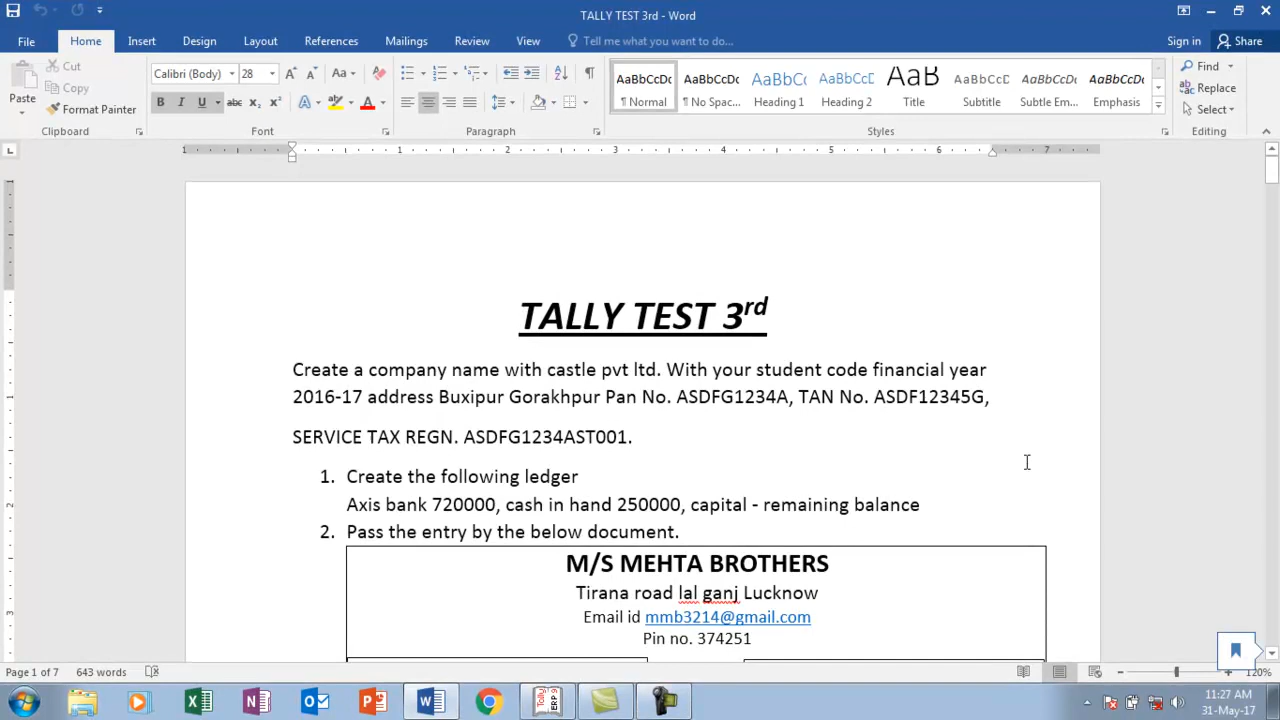 TALLY TEST 3rd - Word
File Home Insert Design Layout References Mailings Review View Tell me what you want to do... Sign in Share
Paste Cut Copy Format Painter
Clipboard
Calibri (Body) 28
Font
Paragraph
AaBbCcDc AaBbCcDc AaBbC AaBbCcC AaB AaBbCcD AaBbCcDc AaBbCcDc
¶ Normal ¶ No Spac... Heading 1 Heading 2 Title Subtitle Subtle Em... Emphasis
Styles
Find Replace Select
Editing
TALLY TEST 3rd
Create a company name with castle pvt ltd. With your student code financial year
2016-17 address Buxipur Gorakhpur Pan No. ASDFG1234A, TAN No. ASDF12345G,
SERVICE TAX REGN. ASDFG1234AST001.
1. Create the following ledger
Axis bank 720000, cash in hand 250000, capital - remaining balance
2. Pass the entry by the below document.
M/S MEHTA BROTHERS
Tirana road lal ganj Lucknow
Email id mmb3214@gmail.com
Pin no. 374251
Page 1 of 7 643 words 120%
11:27 AM
31-May-17